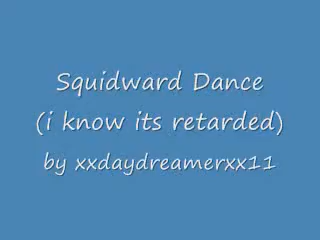 Squidward Dance
(i know its retarded)
by xxdaydreamerxx11